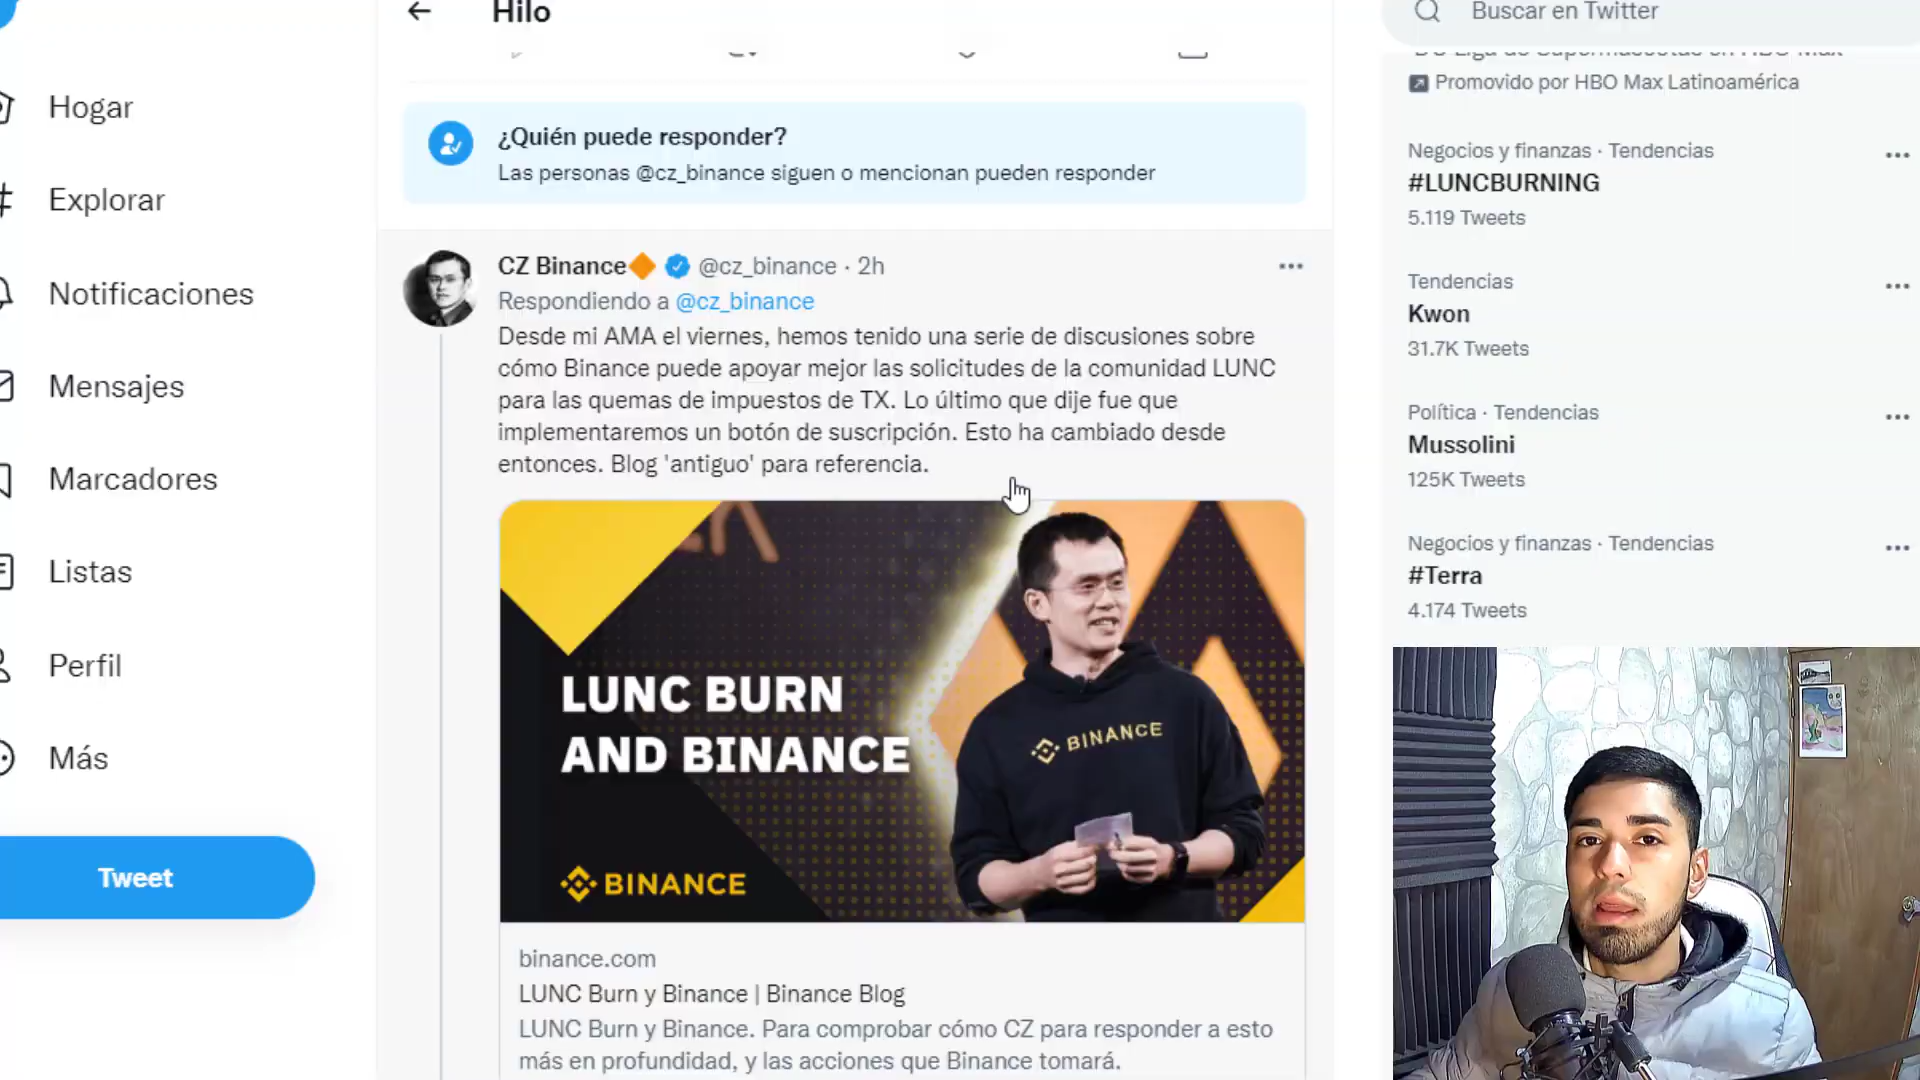 Hilo
Buscar en Twitter
Hogar
Explorar
Notificaciones
Mensajes
Marcadores
Listas
Perfil
Más
Tweet
¿Quién puede responder?
Las personas @cz_binance siguen o mencionan pueden responder
CZ Binance @cz_binance · 2h
Respondiendo a @cz_binance
Desde mi AMA el viernes, hemos tenido una serie de discusiones sobre
cómo Binance puede apoyar mejor las solicitudes de la comunidad LUNC
para las quemas de impuestos de TX. Lo último que dije fue que
implementaremos un botón de suscripción. Esto ha cambiado desde
entonces. Blog 'antiguo' para referencia.
LUNC BURN
AND BINANCE
BINANCE
BINANCE
binance.com
LUNC Burn y Binance | Binance Blog
LUNC Burn y Binance. Para comprobar cómo CZ para responder a esto
más en profundidad, y las acciones que Binance tomará.
Promovido por HBO Max Latinoamérica
Negocios y finanzas · Tendencias
#LUNCBURNING
5.119 Tweets
Tendencias
Kwon
31.7K Tweets
Política · Tendencias
Mussolini
125K Tweets
Negocios y finanzas · Tendencias
#Terra
4.174 Tweets